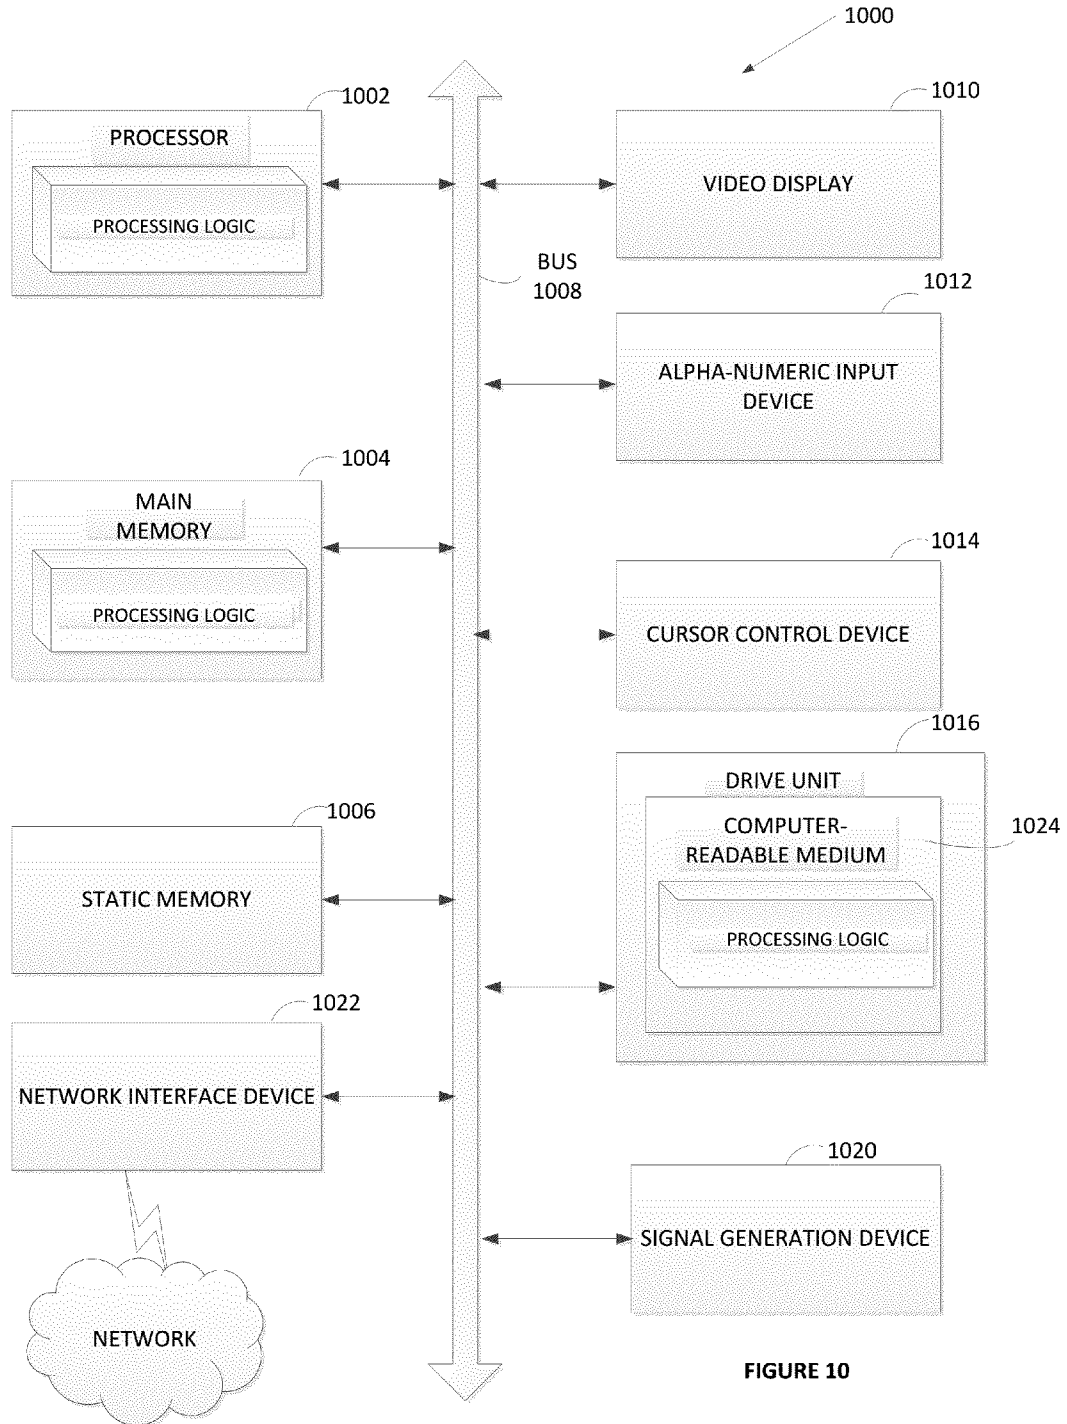 1000
1002
PROCESSOR
PROCESSING LOGIC
1010
VIDEO DISPLAY
BUS
1008
1012
ALPHA-NUMERIC INPUT
DEVICE
1004
MAIN
MEMORY
PROCESSING LOGIC
1014
CURSOR CONTROL DEVICE
1016
DRIVE UNIT
COMPUTER-
READABLE MEDIUM
1024
PROCESSING LOGIC
1006
STATIC MEMORY
1022
NETWORK INTERFACE DEVICE
NETWORK
1020
SIGNAL GENERATION DEVICE
FIGURE 10